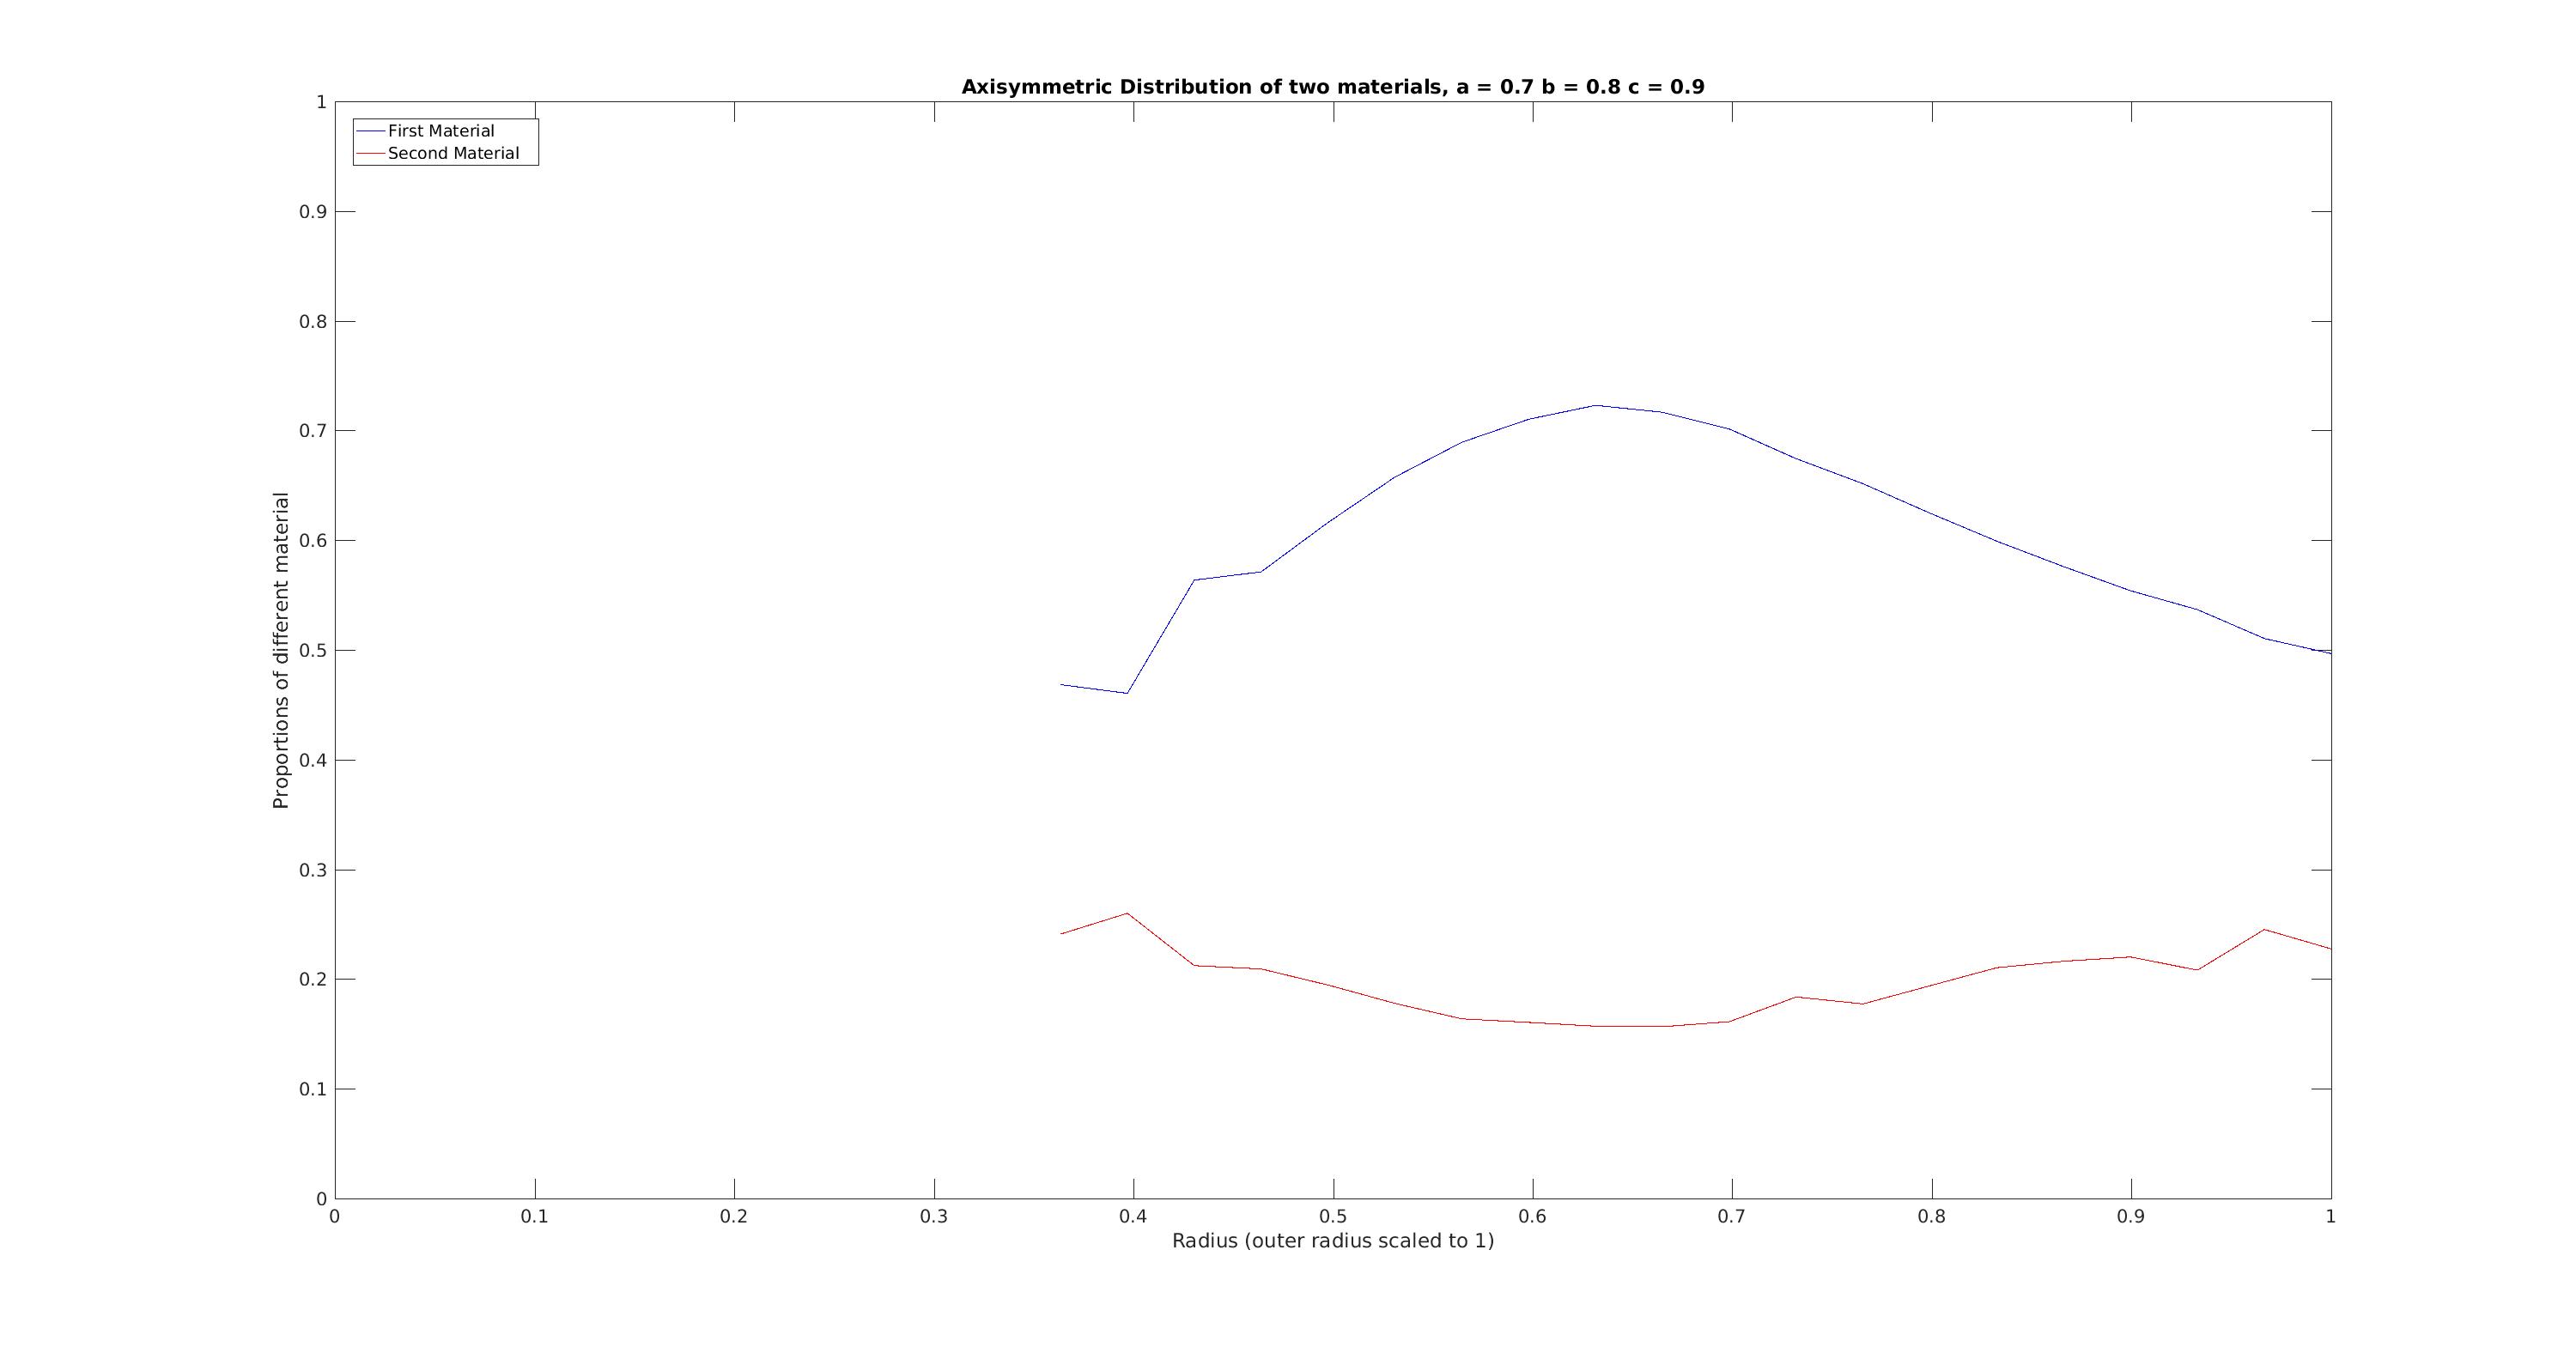 Axisymmetric Distribution of two materials, a = 0.7 b = 0.8 c = 0.9
First Material
Second Material
1
0.9
0.8
0.7
0.6
0.5
0.4
0.3
0.2
0.1
0
Proportions of different material
0 0.1 0.2 0.3 0.4 0.5 0.6 0.7 0.8 0.9 1
Radius (outer radius scaled to 1)